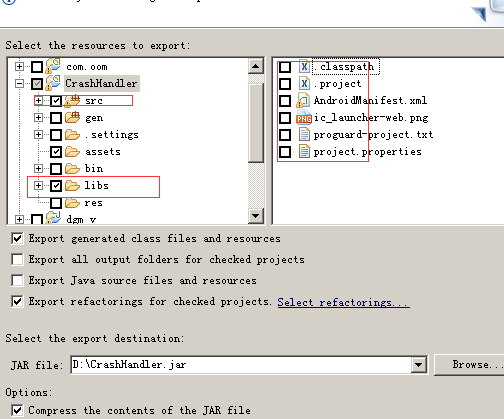 Select the resources to export:
com.oom
CrashHandler
src
gen
.settings
assets
bin
libs
res
dgm_v
.classpath
.project
AndroidManifest.xml
ic_launcher-web.png
proguard-project.txt
project.properties
Export generated class files and resources
Export all output folders for checked projects
Export Java source files and resources
Export refactorings for checked projects. Select refactorings...
Select the export destination:
JAR file: D:\CrashHandler.jar Browse...
Options:
Compress the contents of the JAR file